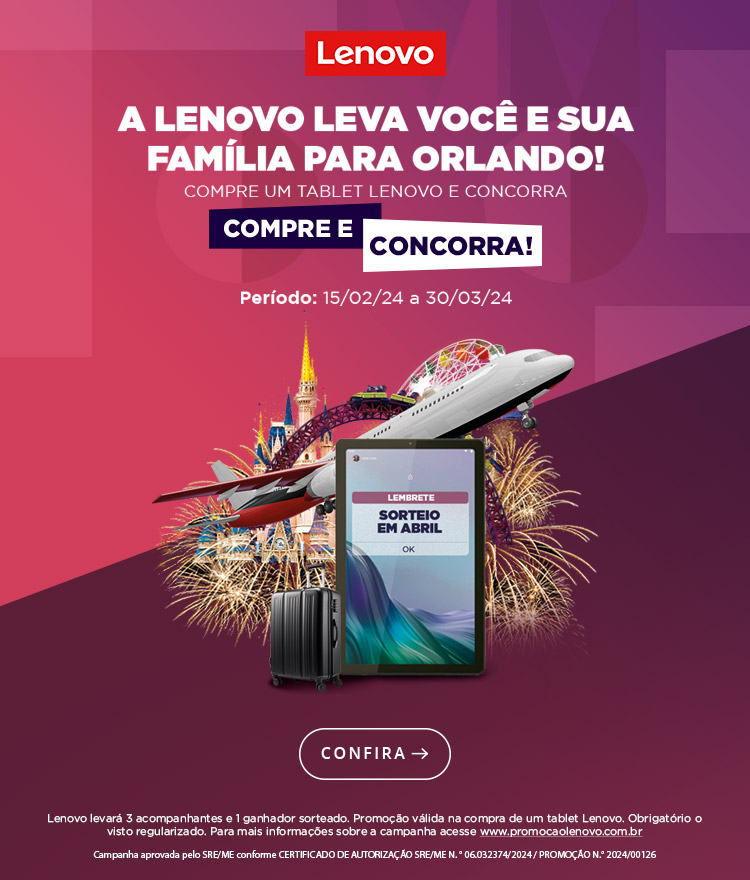 Lenovo
A LENOVO LEVA VOCÊ E SUA
FAMÍLIA PARA ORLANDO!
COMPRE UM TABLET LENOVO E CONCORRA
COMPRE E
CONCORRA!
Período: 15/02/24 a 30/03/24
LEMBRETE
SORTEIO
EM ABRIL
OK
CONFIRA →
Lenovo levará 3 acompanhantes e 1 ganhador sorteado. Promoção válida na compra de um tablet Lenovo. Obrigatório o
visto regularizado. Para mais informações sobre a campanha acesse www.promocaolenovo.com.br
Campanha aprovada pelo SRE/ME conforme CERTIFICADO DE AUTORIZAÇÃO SRE/ME N. º 06.032374/2024 / PROMOÇÃO N.º 2024/00126